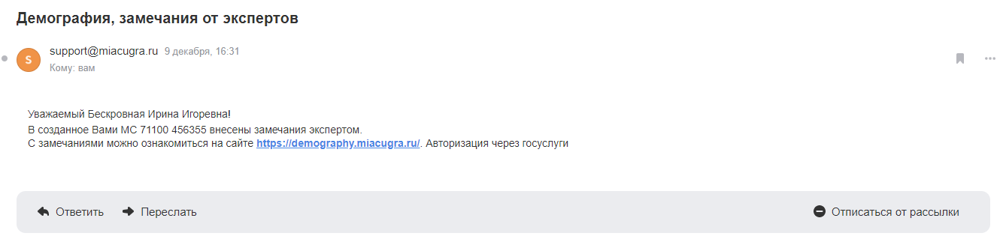 Демография, замечания от экспертов
S
support@miacugra.ru 9 декабря, 16:31
Кому: вам
Уважаемый Бескровная Ирина Игоревна!
В созданное Вами МС 71100 456355 внесены замечания экспертом.
С замечаниями можно ознакомиться на сайте https://demography.miacugra.ru/. Авторизация через госуслуги
Ответить Переслать Отписаться от рассылки